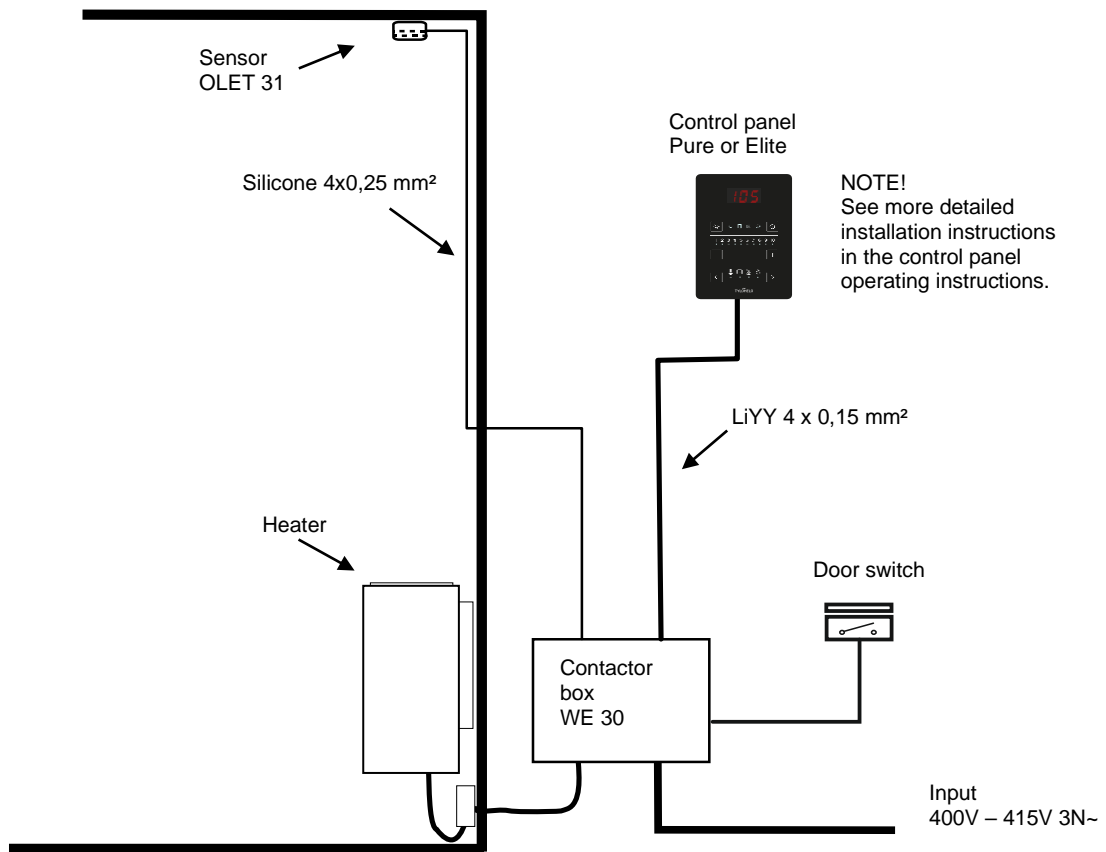 Sensor
OLET 31
Control panel
Pure or Elite
Silicone 4x0,25 mm²
NOTE!
See more detailed
installation instructions
in the control panel
operating instructions.
105
LiYY 4 x 0,15 mm²
Heater
Door switch
Contactor
box
WE 30
Input
400V – 415V 3N~